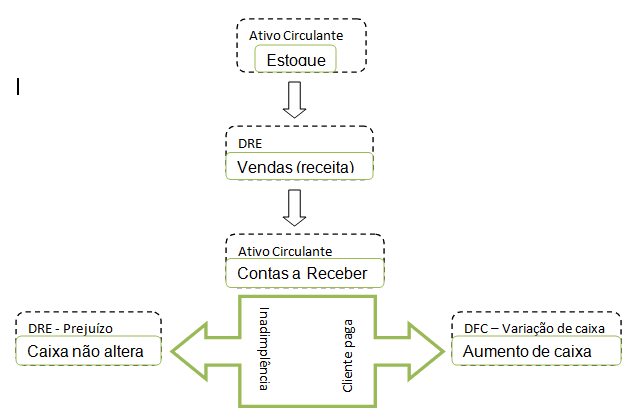 Ativo Circulante
Estoque
DRE
Vendas (receita)
Ativo Circulante
Contas a Receber
Inadimplência
Cliente paga
DRE - Prejuízo
Caixa não altera
DFC – Variação de caixa
Aumento de caixa